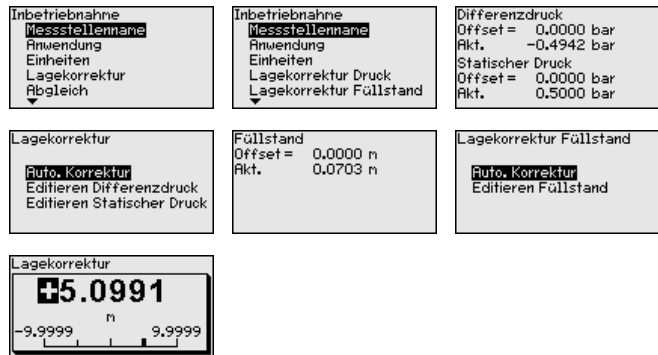 Inbetriebnahme
Messstellenname
Anwendung
Einheiten
Lagekorrektur
Abgleich
Inbetriebnahme
Messstellenname
Anwendung
Einheiten
Lagekorrektur Druck
Lagekorrektur Füllstand
Differenzdruck
Offset = 0.0000 bar
Akt. -0.4942 bar
Statischer Druck
Offset = 0.0000 bar
Akt. 0.5000 bar
Lagekorrektur
Auto. Korrektur
Editieren Differenzdruck
Editieren Statischer Druck
Füllstand
Offset = 0.0000 m
Akt. 0.0703 m
Lagekorrektur Füllstand
Auto. Korrektur
Editieren Füllstand
Lagekorrektur
+5.0991
m
-9.9999 9.9999